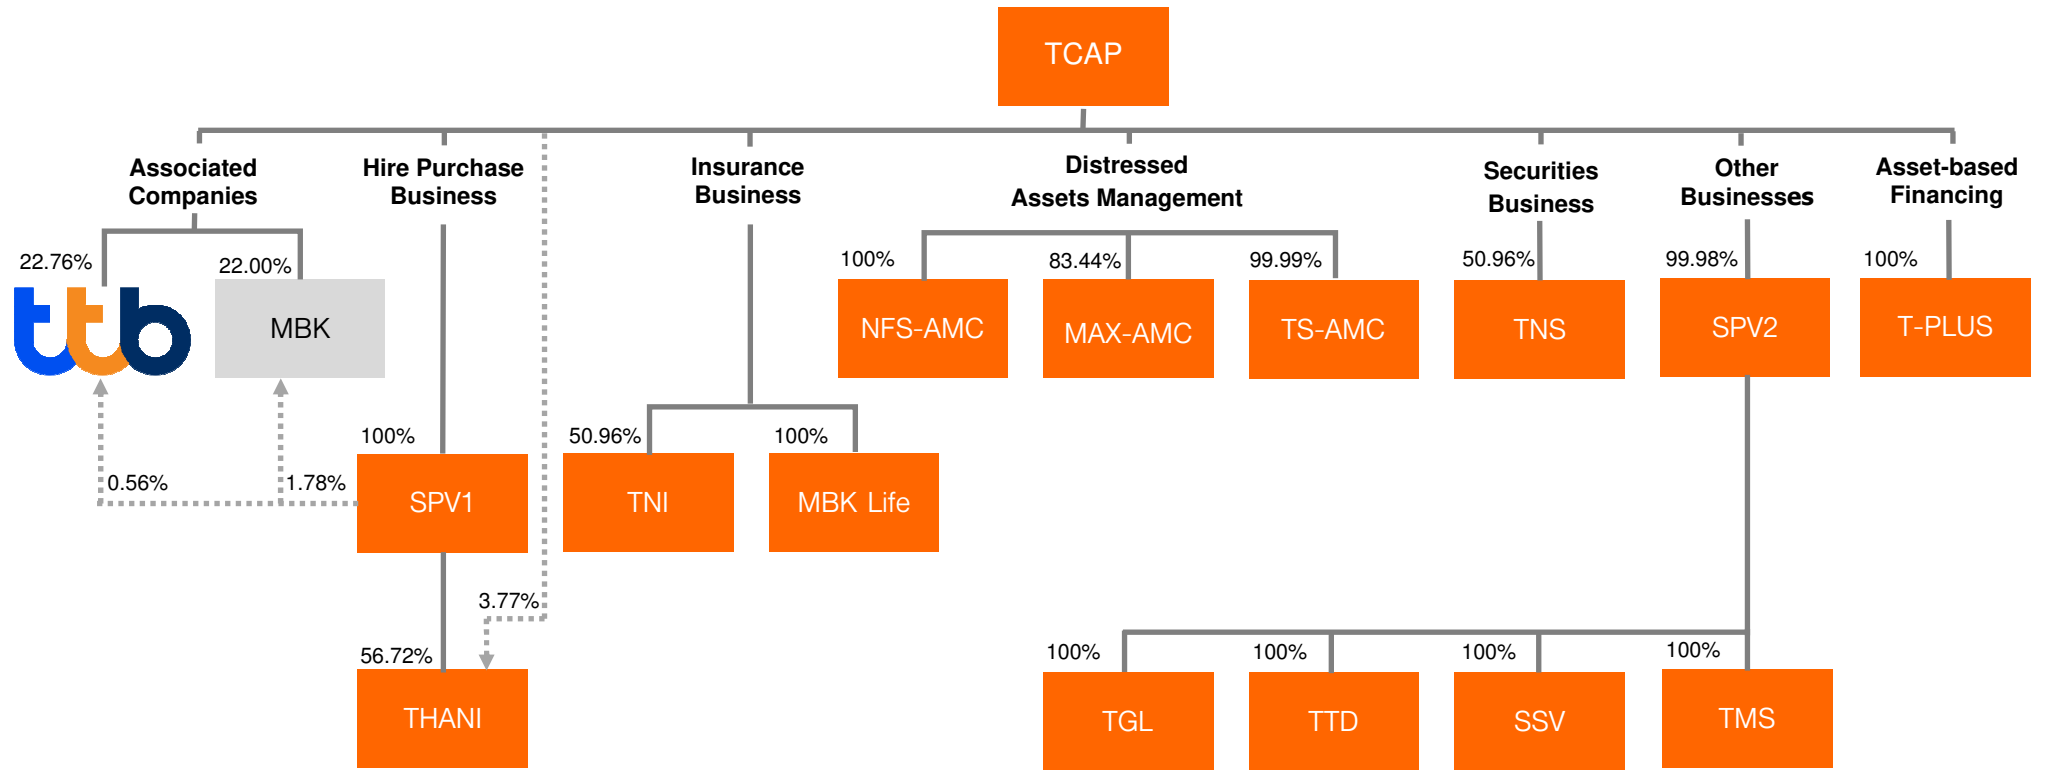 TCAP
Associated
Companies
Hire Purchase
Business
Insurance
Business
Distressed
Assets Management
Securities
Business
Other
Businesses
Asset-based
Financing
22.76%
22.00%
100%
83.44%
99.99%
50.96%
99.98%
100%
ttb
MBK
NFS-AMC
MAX-AMC
TS-AMC
TNS
SPV2
T-PLUS
100%
50.96%
100%
0.56%
1.78%
SPV1
TNI
MBK Life
3.77%
56.72%
100%
100%
100%
100%
THANI
TGL
TTD
SSV
TMS